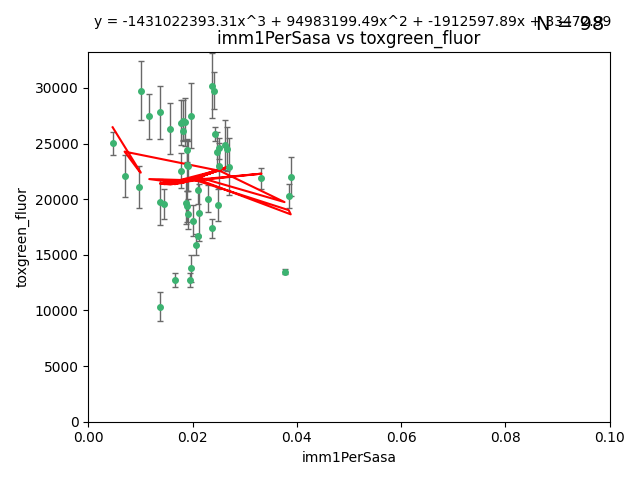 y = -1431022393.31x^3 + 94983199.49x^2 + -1912597.89x + 33470.99
N = 98
imm1PerSasa vs toxgreen_fluor
30000
25000
20000
15000
10000
5000
0
toxgreen_fluor
0.00 0.02 0.04 0.06 0.08 0.10
imm1PerSasa